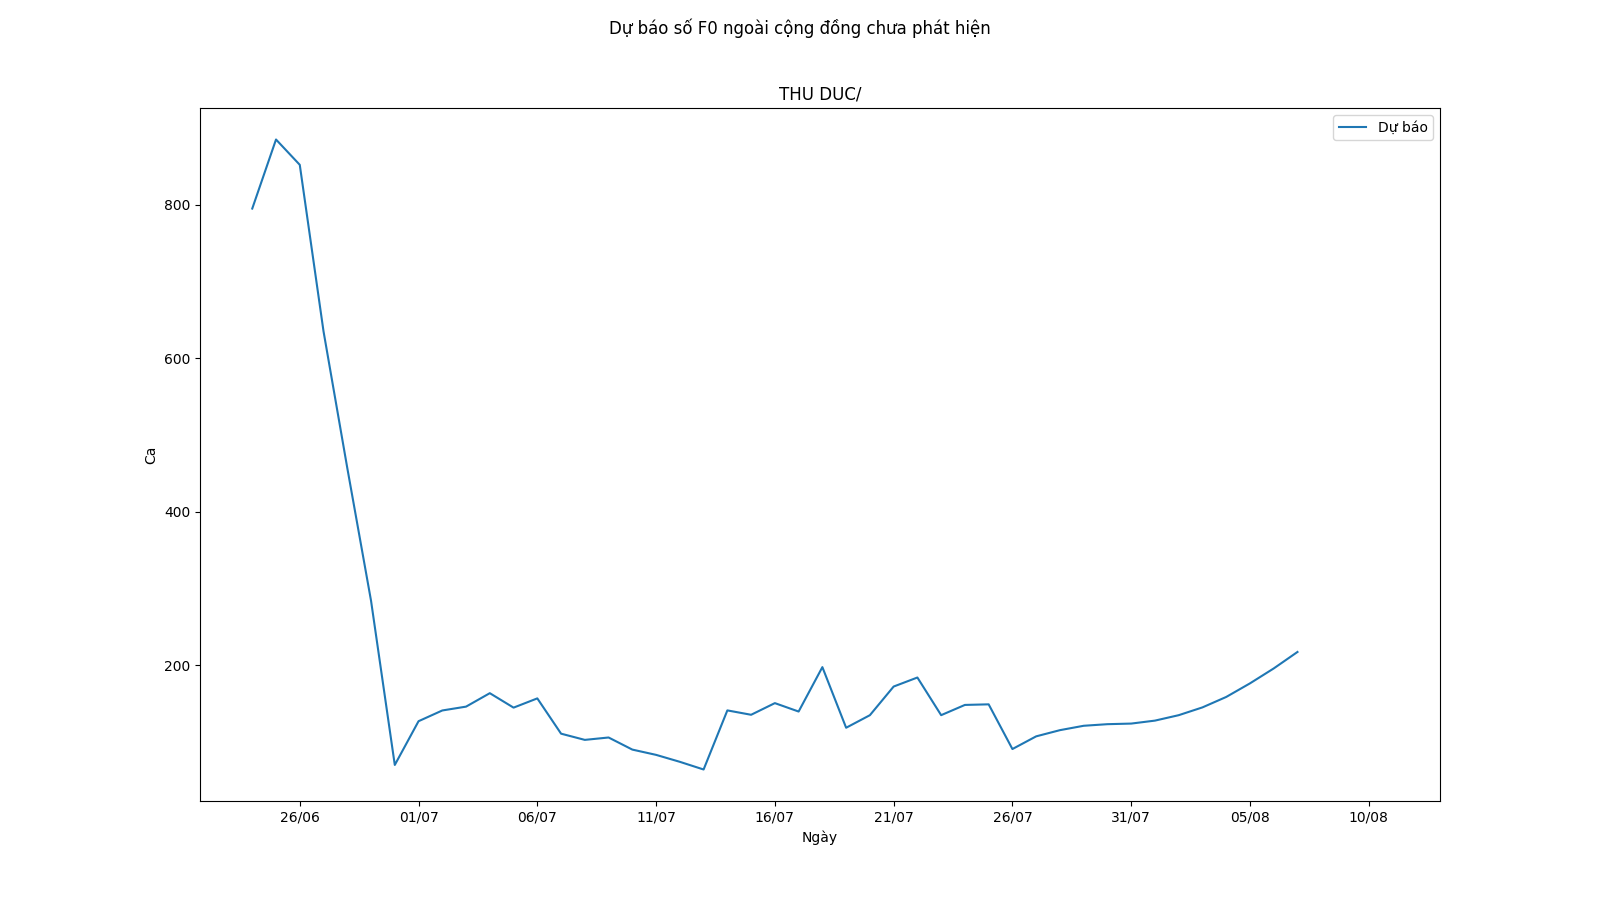 Dự báo số F0 ngoài cộng đồng chưa phát hiện
THU DUC/
Dự báo
800
600
400
200
Ca
26/06 01/07 06/07 11/07 16/07 21/07 26/07 31/07 05/08 10/08
Ngày